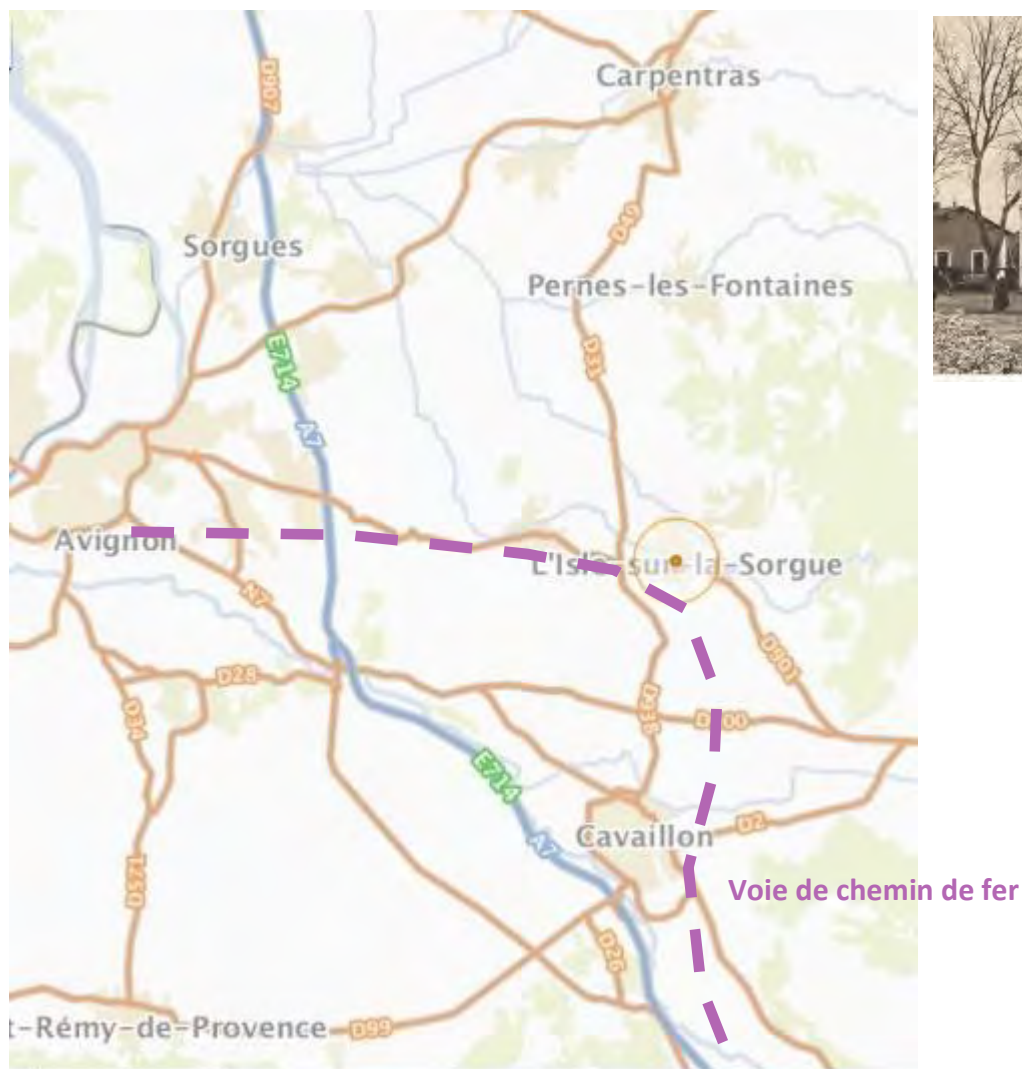 D907
Carpentras
Sorgues
D49
Pernes-les-Fontaines
E714
D31
A7
Avignon
L'Isle-sur-la-Sorgue
N7
D901
D28
D34
D938
D900
E714
D2
Cavaillon
A7
D571
Voie de chemin de fer
D26
t-Rémy-de-Provence
D99